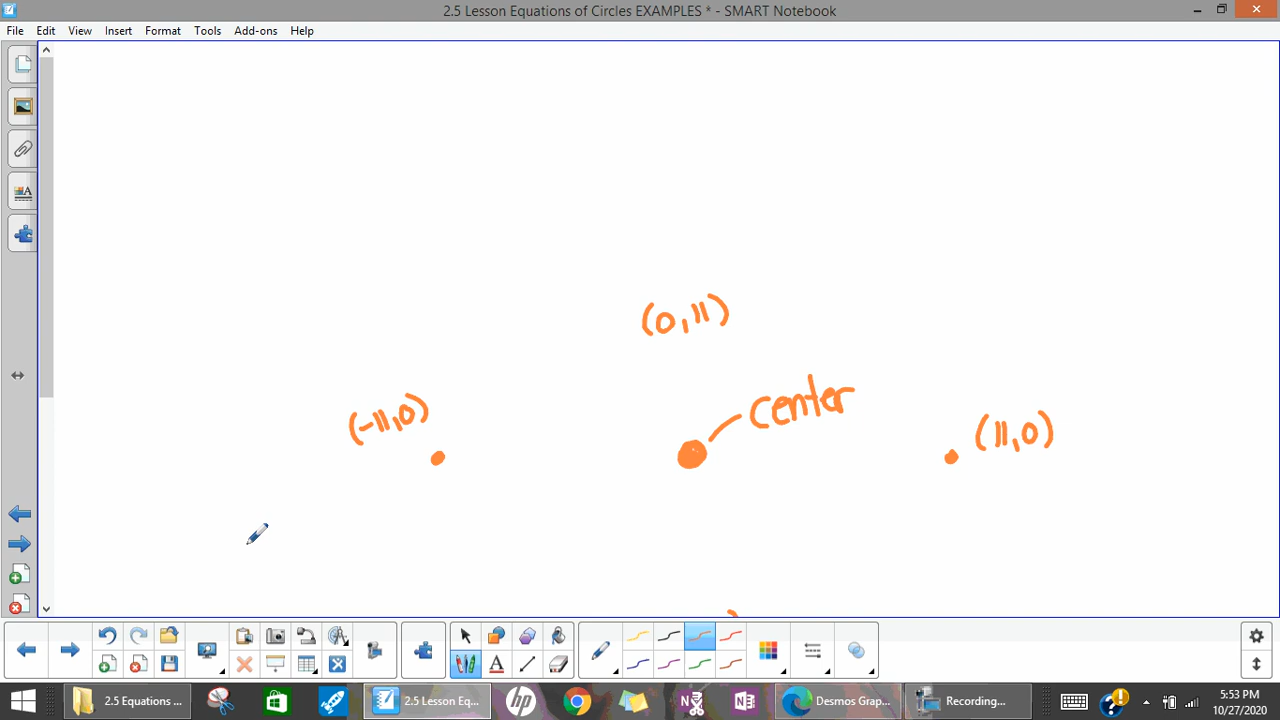 2.5 Lesson Equations of Circles EXAMPLES * - SMART Notebook
File Edit View Insert Format Tools Add-ons Help
(0,11)
center
(-11,0)
(11,0)
2.5 Equations ...
2.5 Lesson Eq...
Desmos Grap...
Recording...
5:53 PM
10/27/2020